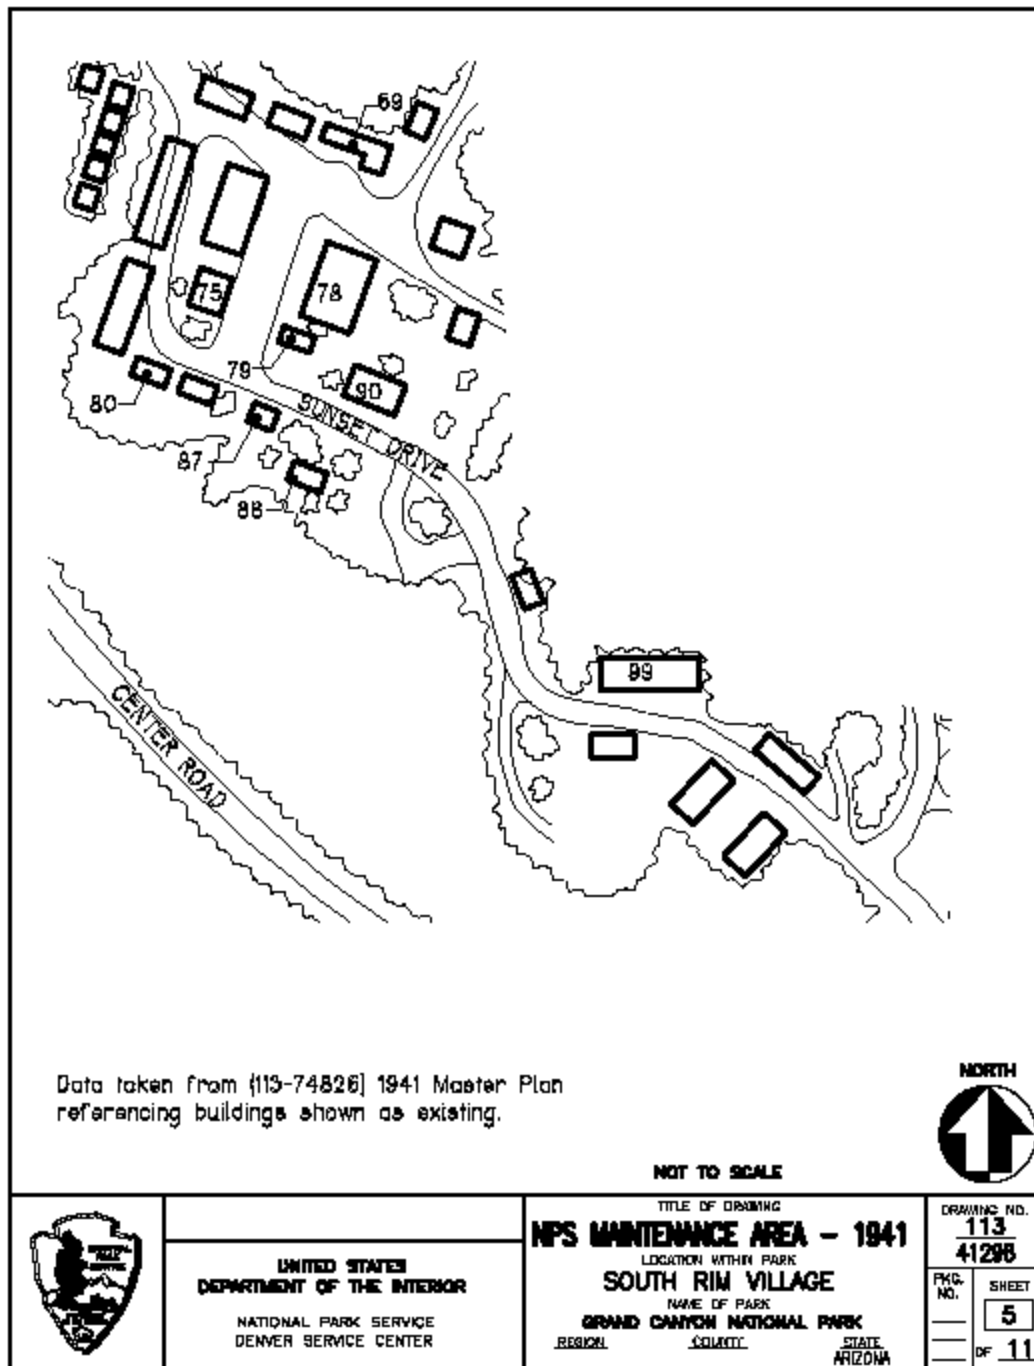 69
75
78
79
90
80
SUNSET DRIVE
87
88
99
CENTER ROAD
Data taken from (113-74826) 1941 Master Plan
referencing buildings shown as existing.
NORTH
NOT TO SCALE
TITLE OF DRAWING
NPS MAINTENANCE AREA - 1941
LOCATION WITHIN PARK
SOUTH RIM VILLAGE
NAME OF PARK
GRAND CANYON NATIONAL PARK
REGION COUNTY STATE
ARIZONA
UNITED STATES
DEPARTMENT OF THE INTERIOR
NATIONAL PARK SERVICE
DENVER SERVICE CENTER
DRAWING NO.
113
PKG.
NO.
SHEET
5
OF 11